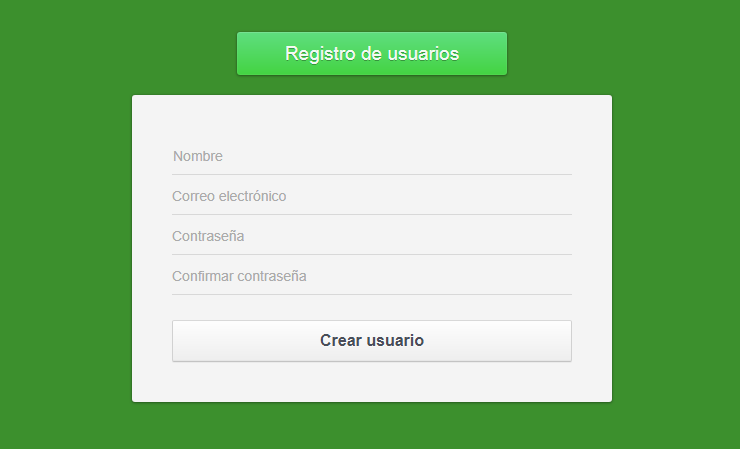 Registro de usuarios
Nombre
Correo electrónico
Contraseña
Confirmar contraseña
Crear usuario